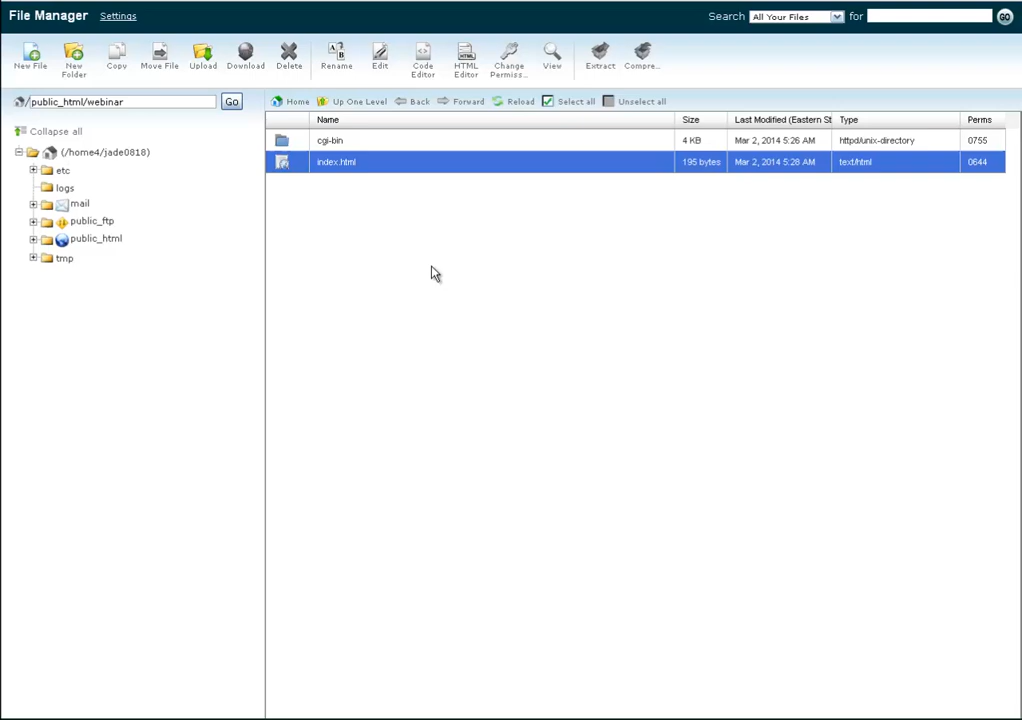 File Manager Settings Search All Your Files for GO
New File New Folder Copy Move File Upload Download Delete Rename Edit Code Editor HTML Editor Change Permiss... View Extract Compre...
/ public_html/webinar Go Home Up One Level Back Forward Reload Select all Unselect all
Collapse all
Name Size Last Modified (Eastern St Type Perms
cgi-bin 4 KB Mar 2, 2014 5:26 AM httpd/unix-directory 0755
(/home4/jade0818)
index.html 195 bytes Mar 2, 2014 5:28 AM text/html 0644
etc
logs
mail
public_ftp
public_html
tmp